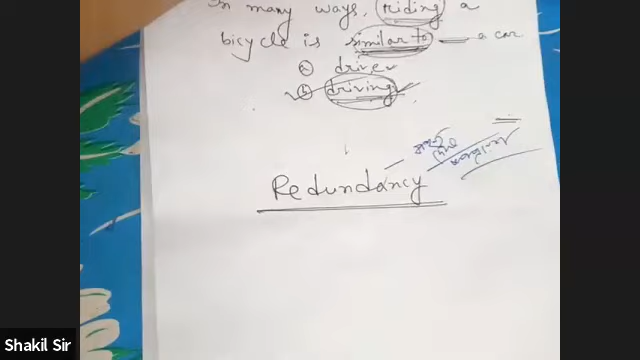 In many ways, riding a
bicycle is similar to — a car
ⓐ drive
ⓑ driving
Redundancy
Shakil Sir